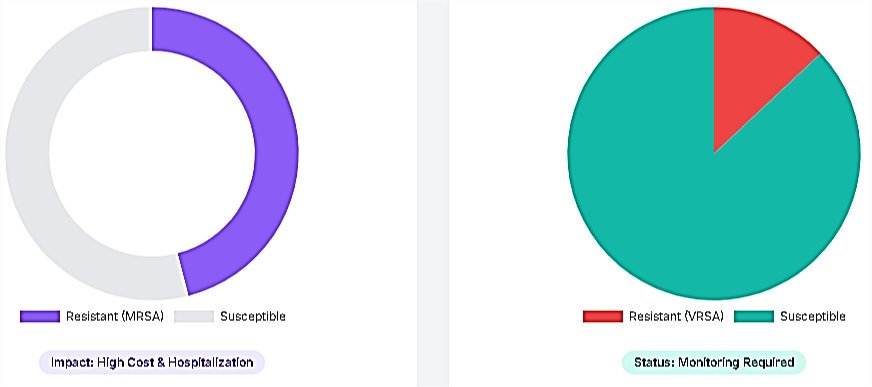 Resistant (MRSA) Susceptible
Impact: High Cost & Hospitalization
Resistant (VRSA) Susceptible
Status: Monitoring Required